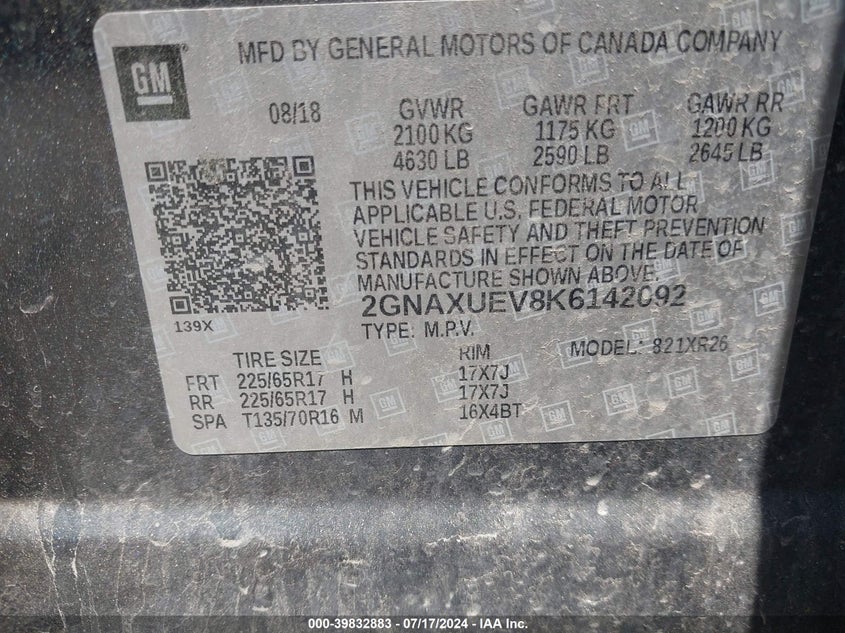 GM
MFD BY GENERAL MOTORS OF CANADA COMPANY
08/18 GVWR GAWR FRT GAWR RR
2100 KG 1175 KG 1200 KG
4630 LB 2590 LB 2645 LB
THIS VEHICLE CONFORMS TO ALL
APPLICABLE U.S. FEDERAL MOTOR
VEHICLE SAFETY AND THEFT PREVENTION
STANDARDS IN EFFECT ON THE DATE OF
MANUFACTURE SHOWN ABOVE.
2GNAXUEV8K6142092
139X
TYPE: M.P.V. MODEL: 821XR26
TIRE SIZE RIM
FRT 225/65R17 H 17X7J
RR 225/65R17 H 17X7J
SPA T135/70R16 M 16X4BT
000-39832883 / 07/17/2024 - IAA Inc.